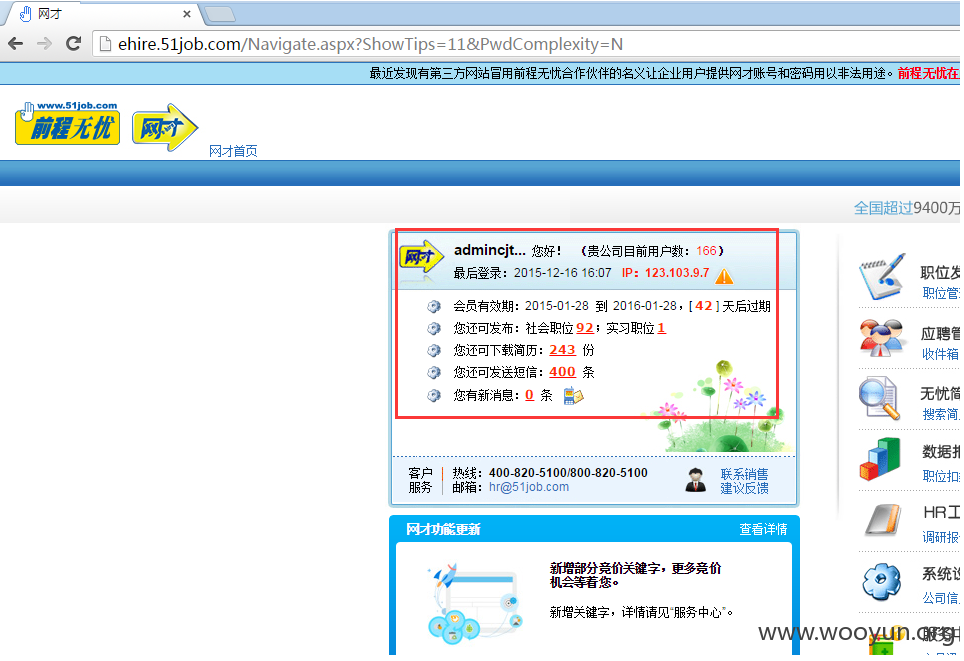 网才
ehire.51job.com/Navigate.aspx?ShowTips=11&PwdComplexity=N
最近发现有第三方网站冒用前程无忧合作伙伴的名义让企业用户提供网才账号和密码用以非法用途。前程无忧在
www.51job.com
前程无忧
网才
网才首页
全国超过9400万
网才
admincjt... 您好! (贵公司目前用户数:166)
最后登录:2015-12-16 16:07 IP:123.103.9.7
会员有效期:2015-01-28 到 2016-01-28,[ 42 ] 天后过期
您还可发布:社会职位92;实习职位1
您还可下载简历:243 份
您还可发送短信:400 条
您有新消息:0 条
客户服务
热线:400-820-5100/800-820-5100
邮箱:hr@51job.com
联系销售
建议反馈
网才功能更新
查看详情
新增部分竞价关键字,更多竞价
机会等着您。
新增关键字,详情请见“服务中心”。
职位发
职位管
应聘管
收件箱
无忧简
搜索简
数据报
职位扣
HR工
调研报
系统设
公司信
www.wooyun.org